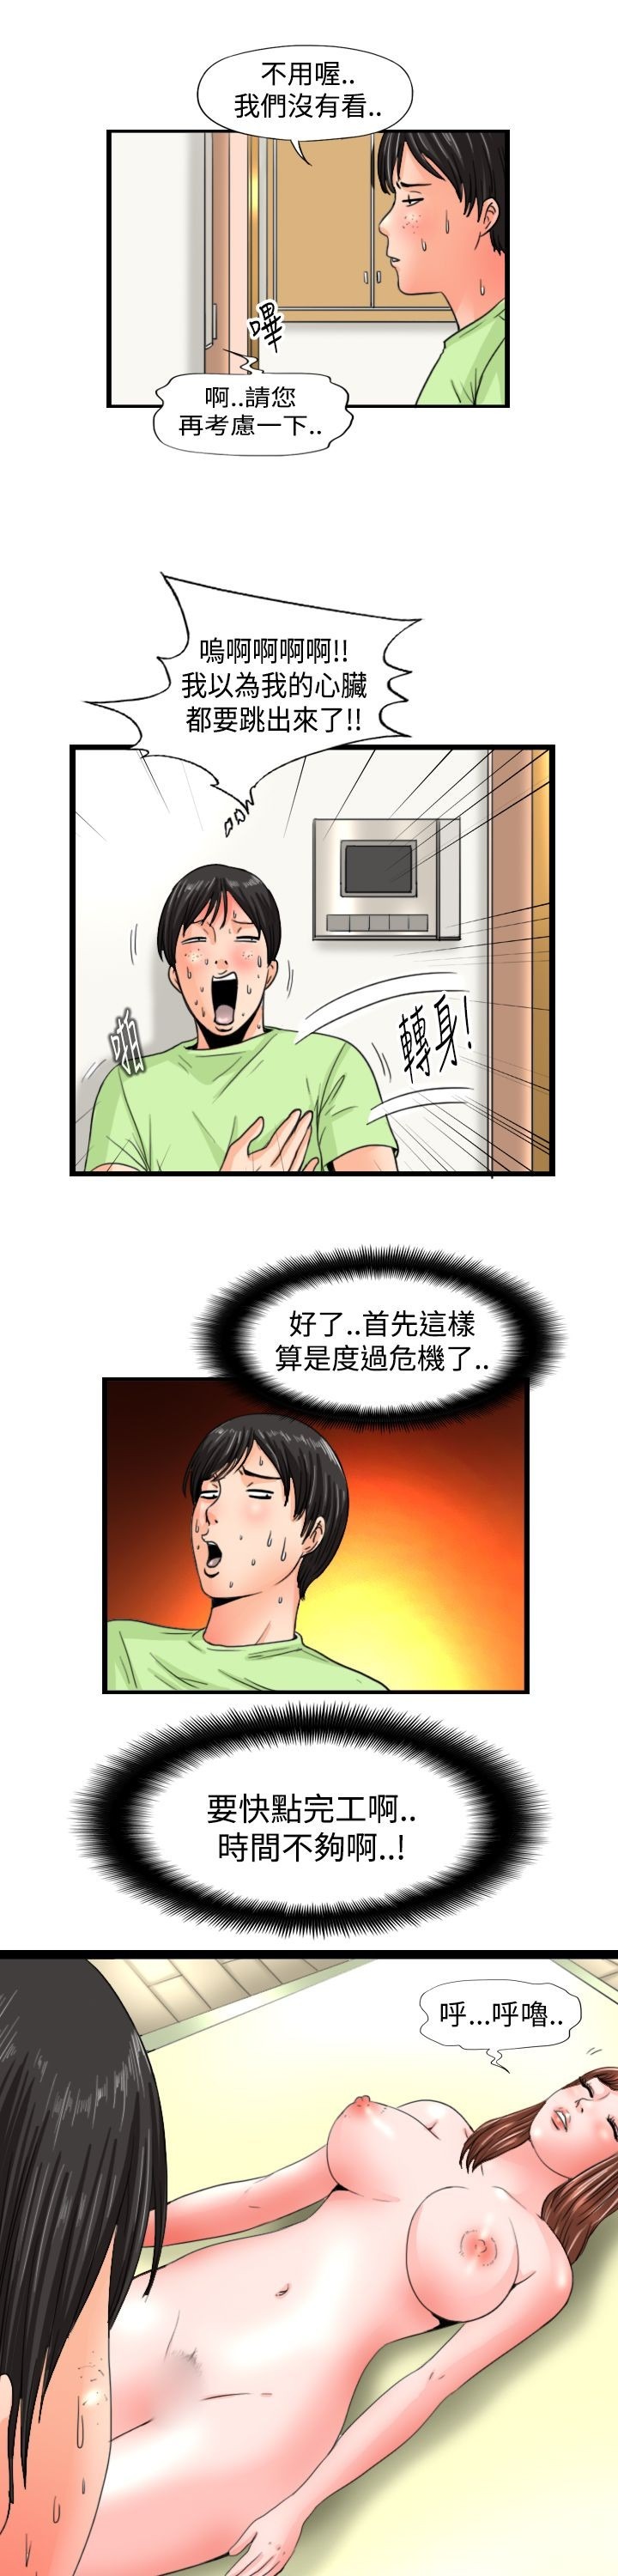 不用喔..
我們沒有看..
嗶
啊..請您
再考慮一下..
嗚啊啊啊啊!!
我以為我的心臟
都要跳出來了!!
啪
轉身!
好了..首先這樣
算是度過危機了..
要快點完工啊..
時間不夠啊..!
呼...呼嚕..